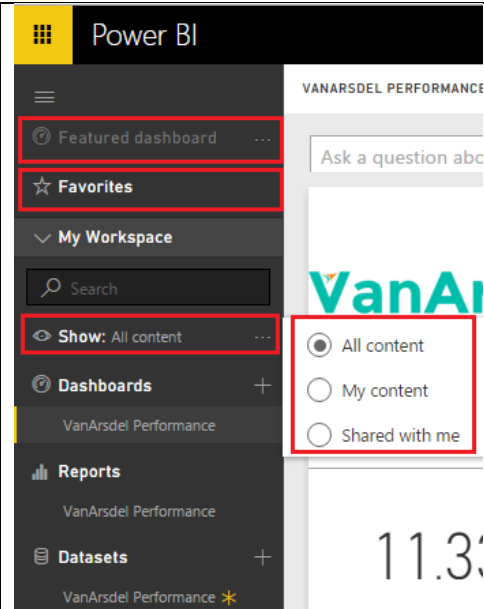 Power BI
VANARSDEL PERFORMANCE
Featured dashboard ...
Ask a question abo
Favorites
My Workspace
Search
VanAr
Show: All content ...
All content
My content
Shared with me
Dashboards +
VanArsdel Performance
Reports
VanArsdel Performance
11.33
Datasets +
VanArsdel Performance